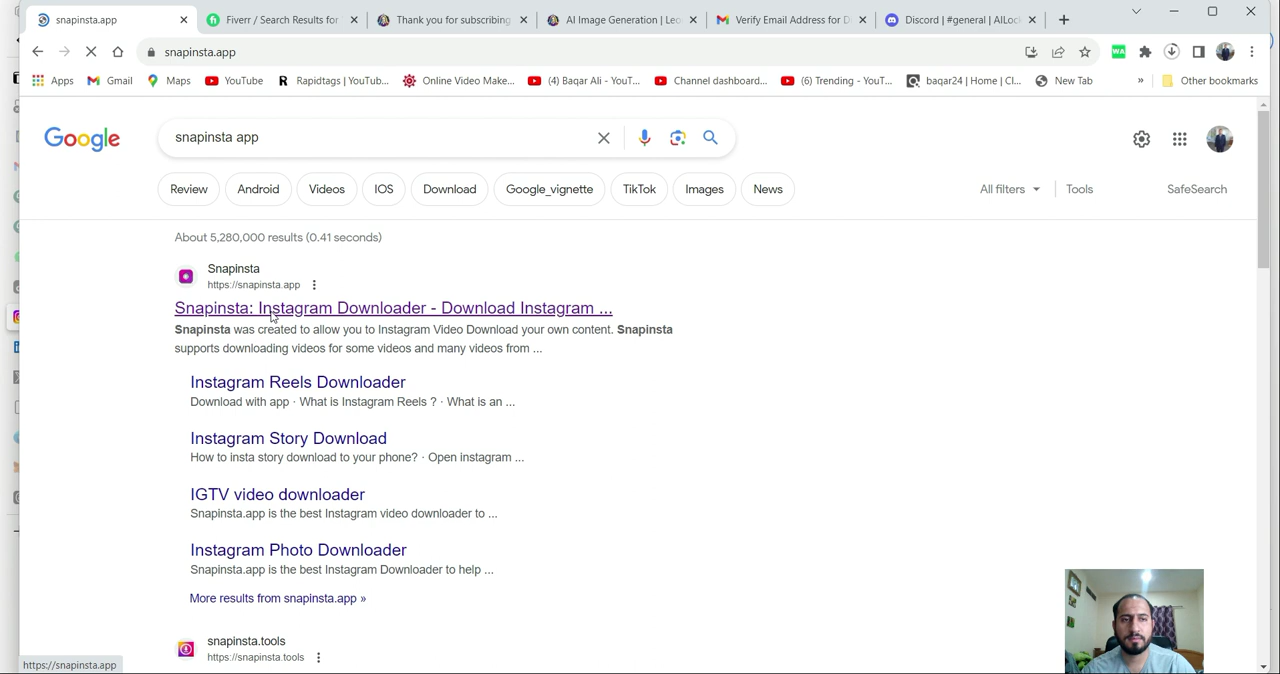 snapinsta.app
Fiverr / Search Results for
Thank you for subscribing
AI Image Generation | Leo
Verify Email Address for D
Discord | #general | AILoc
snapinsta.app
Apps
Gmail
Maps
YouTube
Rapidtags | YouTub...
Online Video Make...
(4) Baqar Ali - YouT...
Channel dashboard...
(6) Trending - YouT...
baqar24 | Home | Cl...
New Tab
»
Other bookmarks
Google
snapinsta app
Review
Android
Videos
IOS
Download
Google_vignette
TikTok
Images
News
All filters
Tools
SafeSearch
About 5,280,000 results (0.41 seconds)
Snapinsta
https://snapinsta.app
Snapinsta: Instagram Downloader - Download Instagram ...
Snapinsta was created to allow you to Instagram Video Download your own content. Snapinsta
supports downloading videos for some videos and many videos from ...
Instagram Reels Downloader
Download with app · What is Instagram Reels ? · What is an ...
Instagram Story Download
How to insta story download to your phone? · Open instagram ...
IGTV video downloader
Snapinsta.app is the best Instagram video downloader to ...
Instagram Photo Downloader
Snapinsta.app is the best Instagram Downloader to help ...
More results from snapinsta.app »
snapinsta.tools
https://snapinsta.tools
https://snapinsta.app